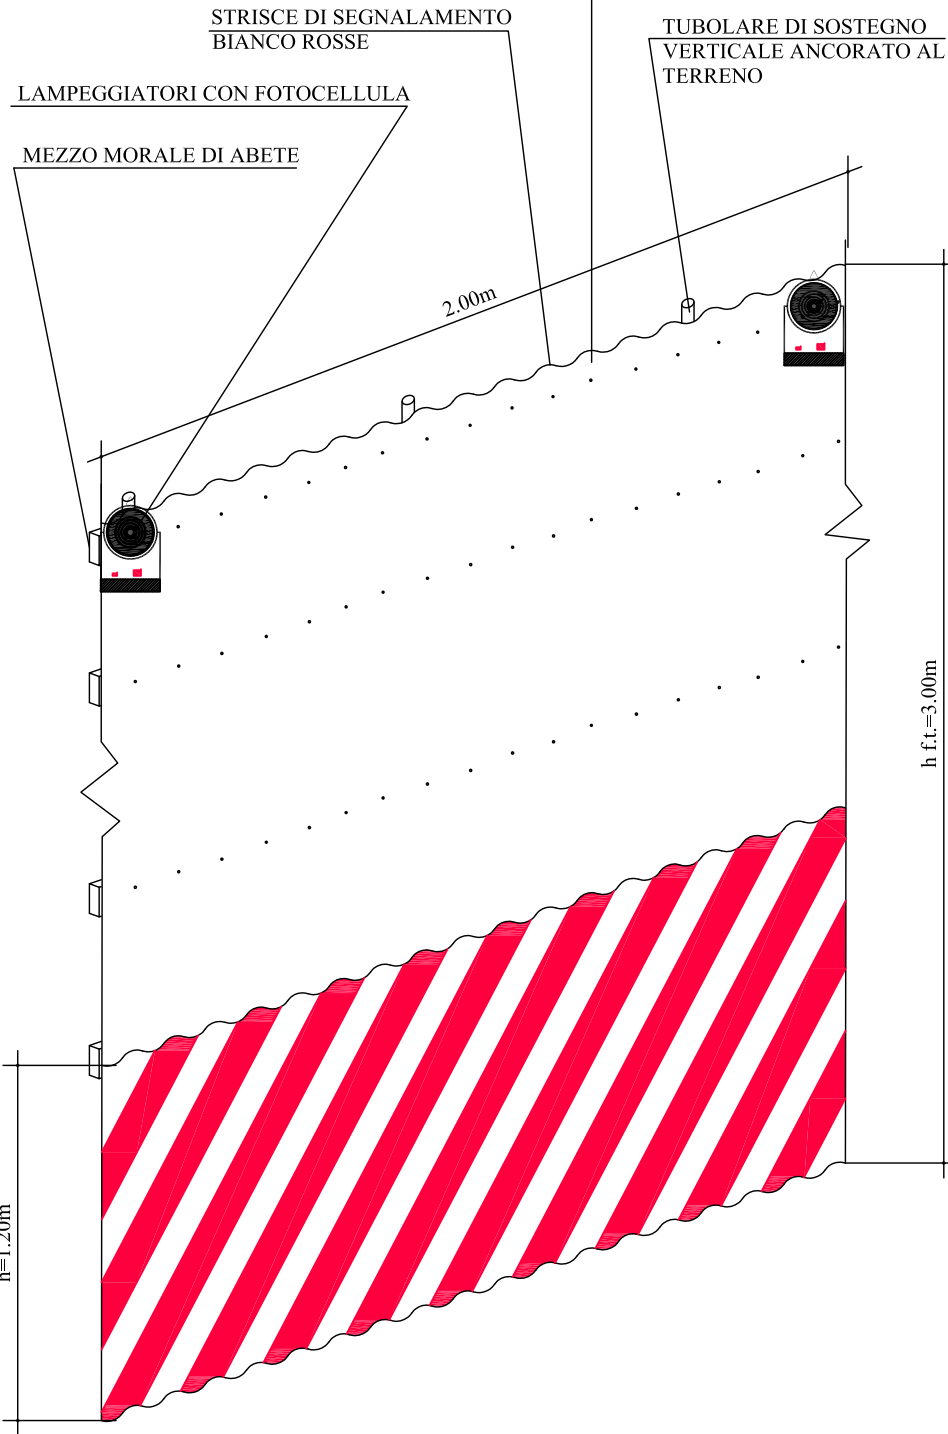 STRISCE DI SEGNALAMENTO
BIANCO ROSSE
TUBOLARE DI SOSTEGNO
VERTICALE ANCORATO AL
TERRENO
LAMPEGGIATORI CON FOTOCELLULA
MEZZO MORALE DI ABETE
2.00m
h f.t.=3.00m
h=1.20m